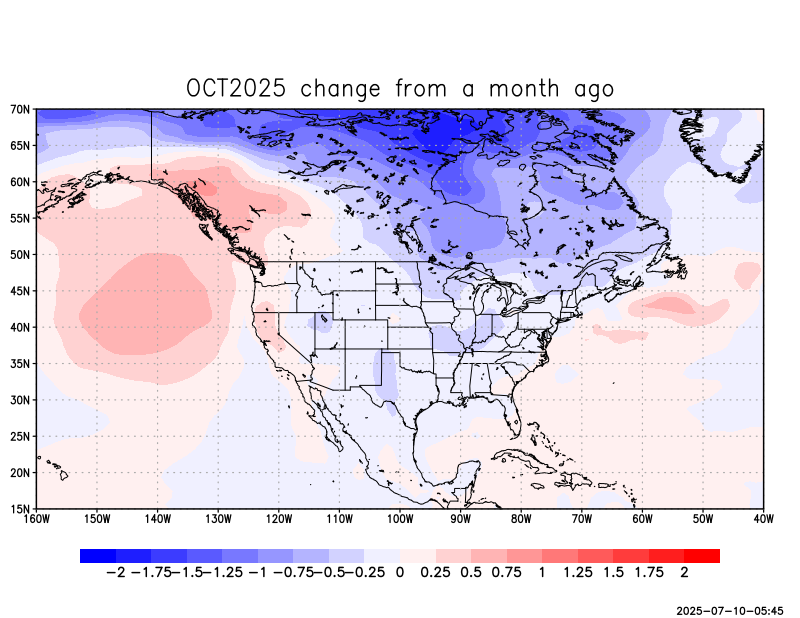 OCT2025 change from a month ago
70N
65N
60N
55N
50N
45N
40N
35N
30N
25N
20N
15N
160W 150W 140W 130W 120W 110W 100W 90W 80W 70W 60W 50W 40W
-2 -1.75 -1.5 -1.25 -1 -0.75 -0.5 -0.25 0 0.25 0.5 0.75 1 1.25 1.5 1.75 2
2025-07-10-05:45